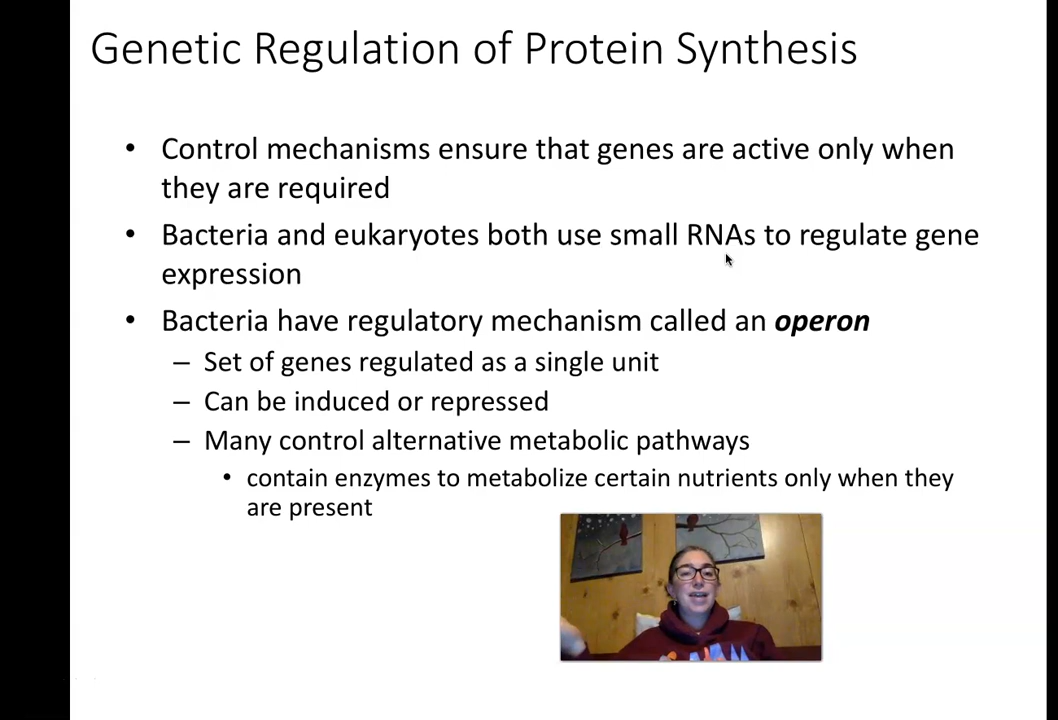 Genetic Regulation of Protein Synthesis
• Control mechanisms ensure that genes are active only when
they are required
• Bacteria and eukaryotes both use small RNAs to regulate gene
expression
• Bacteria have regulatory mechanism called an operon
– Set of genes regulated as a single unit
– Can be induced or repressed
– Many control alternative metabolic pathways
• contain enzymes to metabolize certain nutrients only when they
are present